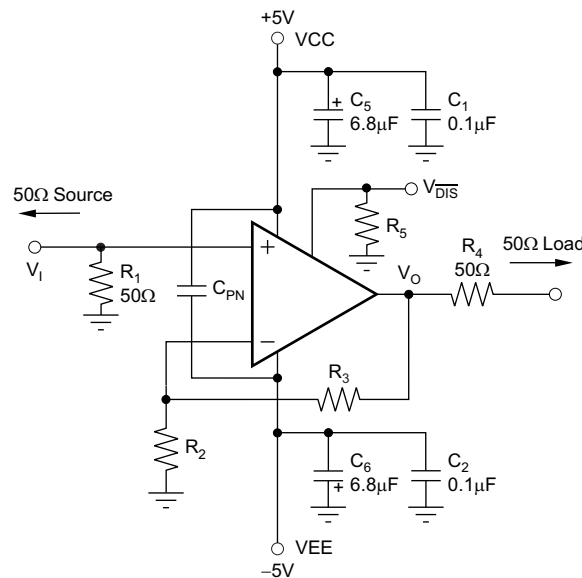 +5V
VCC
+ C5
6.8μF
C1
0.1μF
50Ω Source
VDIS
R5
R4
50Ω
50Ω Load
VI
R1
50Ω
CPN
+
−
VO
R3
R2
C6
+ 6.8μF
C2
0.1μF
VEE
−5V